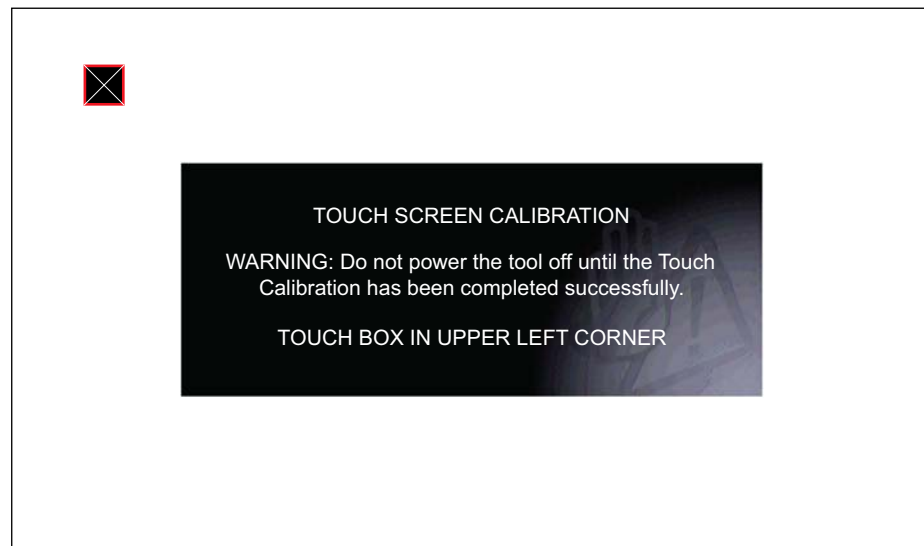 TOUCH SCREEN CALIBRATION
WARNING: Do not power the tool off until the Touch
Calibration has been completed successfully.
TOUCH BOX IN UPPER LEFT CORNER